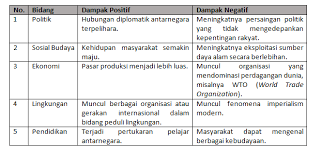 No. Bidang Dampak Positif Dampak Negatif
1 Politik Hubungan diplomatik antarnegara terpelihara. Meningkatnya persaingan politik yang tidak mengedepankan kepentingan rakyat.
2 Sosial Budaya Kehidupan masyarakat semakin maju. Meningkatnya eksploitasi sumber daya alam secara berlebihan.
3 Ekonomi Pasar produksi menjadi lebih luas. Muncul organisasi yang mendominasi perdagangan dunia, misalnya WTO (World Trade Organization).
4 Lingkungan Muncul berbagai organisasi atau gerakan internasional dalam bidang peduli lingkungan. Muncul fenomena imperialism modern.
5 Pendidikan Terjadi pertukaran pelajar antarnegara. Masyarakat dapat mengenal berbagai kebudayaan.